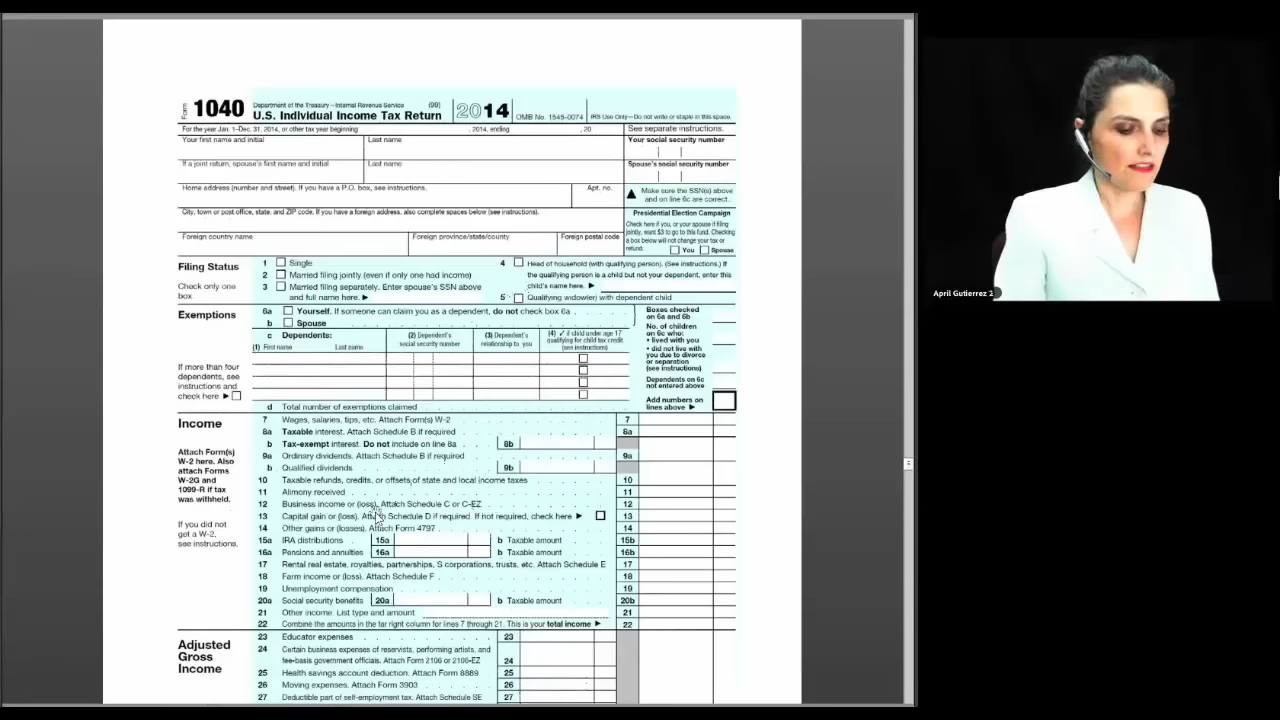 Form 1040 Department of the Treasury—Internal Revenue Service (99)
U.S. Individual Income Tax Return 2014 OMB No. 1545-0074 IRS Use Only—Do not write or staple in this space.
For the year Jan. 1–Dec. 31, 2014, or other tax year beginning , 2014, ending , 20 See separate instructions.
Your first name and initial Last name Your social security number
If a joint return, spouse's first name and initial Last name Spouse's social security number
Home address (number and street). If you have a P.O. box, see instructions. Apt. no. ▲ Make sure the SSN(s) above
and on line 6c are correct.
City, town or post office, state, and ZIP code. If you have a foreign address, also complete spaces below (see instructions).
Presidential Election Campaign
Check here if you, or your spouse if filing
jointly, want $3 to go to this fund. Checking
a box below will not change your tax or
refund. You Spouse
Foreign country name Foreign province/state/county Foreign postal code
Filing Status
Check only one
box.
1 Single
2 Married filing jointly (even if only one had income)
3 Married filing separately. Enter spouse's SSN above
and full name here. ▶
4 Head of household (with qualifying person). (See instructions.) If
the qualifying person is a child but not your dependent, enter this
child's name here. ▶
5 Qualifying widow(er) with dependent child
Exemptions
6a Yourself. If someone can claim you as a dependent, do not check box 6a . . . . .
b Spouse
c Dependents:
(1) First name Last name
(2) Dependent's
social security number
(3) Dependent's
relationship to you
(4) ✓ if child under age 17
qualifying for child tax credit
(see instructions)
If more than four
dependents, see
instructions and
check here ▶
d Total number of exemptions claimed
Boxes checked
on 6a and 6b
No. of children
on 6c who:
• lived with you
• did not live with
you due to divorce
or separation
(see instructions)
Dependents on 6c
not entered above
Add numbers on
lines above ▶
Income
Attach Form(s)
W-2 here. Also
attach Forms
W-2G and
1099-R if tax
was withheld.
If you did not
get a W-2,
see instructions.
7 Wages, salaries, tips, etc. Attach Form(s) W-2 7
8a Taxable interest. Attach Schedule B if required 8a
b Tax-exempt interest. Do not include on line 8a 8b
9a Ordinary dividends. Attach Schedule B if required 9a
b Qualified dividends 9b
10 Taxable refunds, credits, or offsets of state and local income taxes 10
11 Alimony received 11
12 Business income or (loss). Attach Schedule C or C-EZ 12
13 Capital gain or (loss). Attach Schedule D if required. If not required, check here ▶ 13
14 Other gains or (losses). Attach Form 4797 14
15a IRA distributions 15a b Taxable amount 15b
16a Pensions and annuities 16a b Taxable amount 16b
17 Rental real estate, royalties, partnerships, S corporations, trusts, etc. Attach Schedule E 17
18 Farm income or (loss). Attach Schedule F 18
19 Unemployment compensation 19
20a Social security benefits 20a b Taxable amount 20b
21 Other income. List type and amount 21
22 Combine the amounts in the far right column for lines 7 through 21. This is your total income ▶ 22
Adjusted
Gross
Income
23 Educator expenses 23
24 Certain business expenses of reservists, performing artists, and
fee-basis government officials. Attach Form 2106 or 2106-EZ 24
25 Health savings account deduction. Attach Form 8889 25
26 Moving expenses. Attach Form 3903 26
27 Deductible part of self-employment tax. Attach Schedule SE 27
April Gutierrez 2